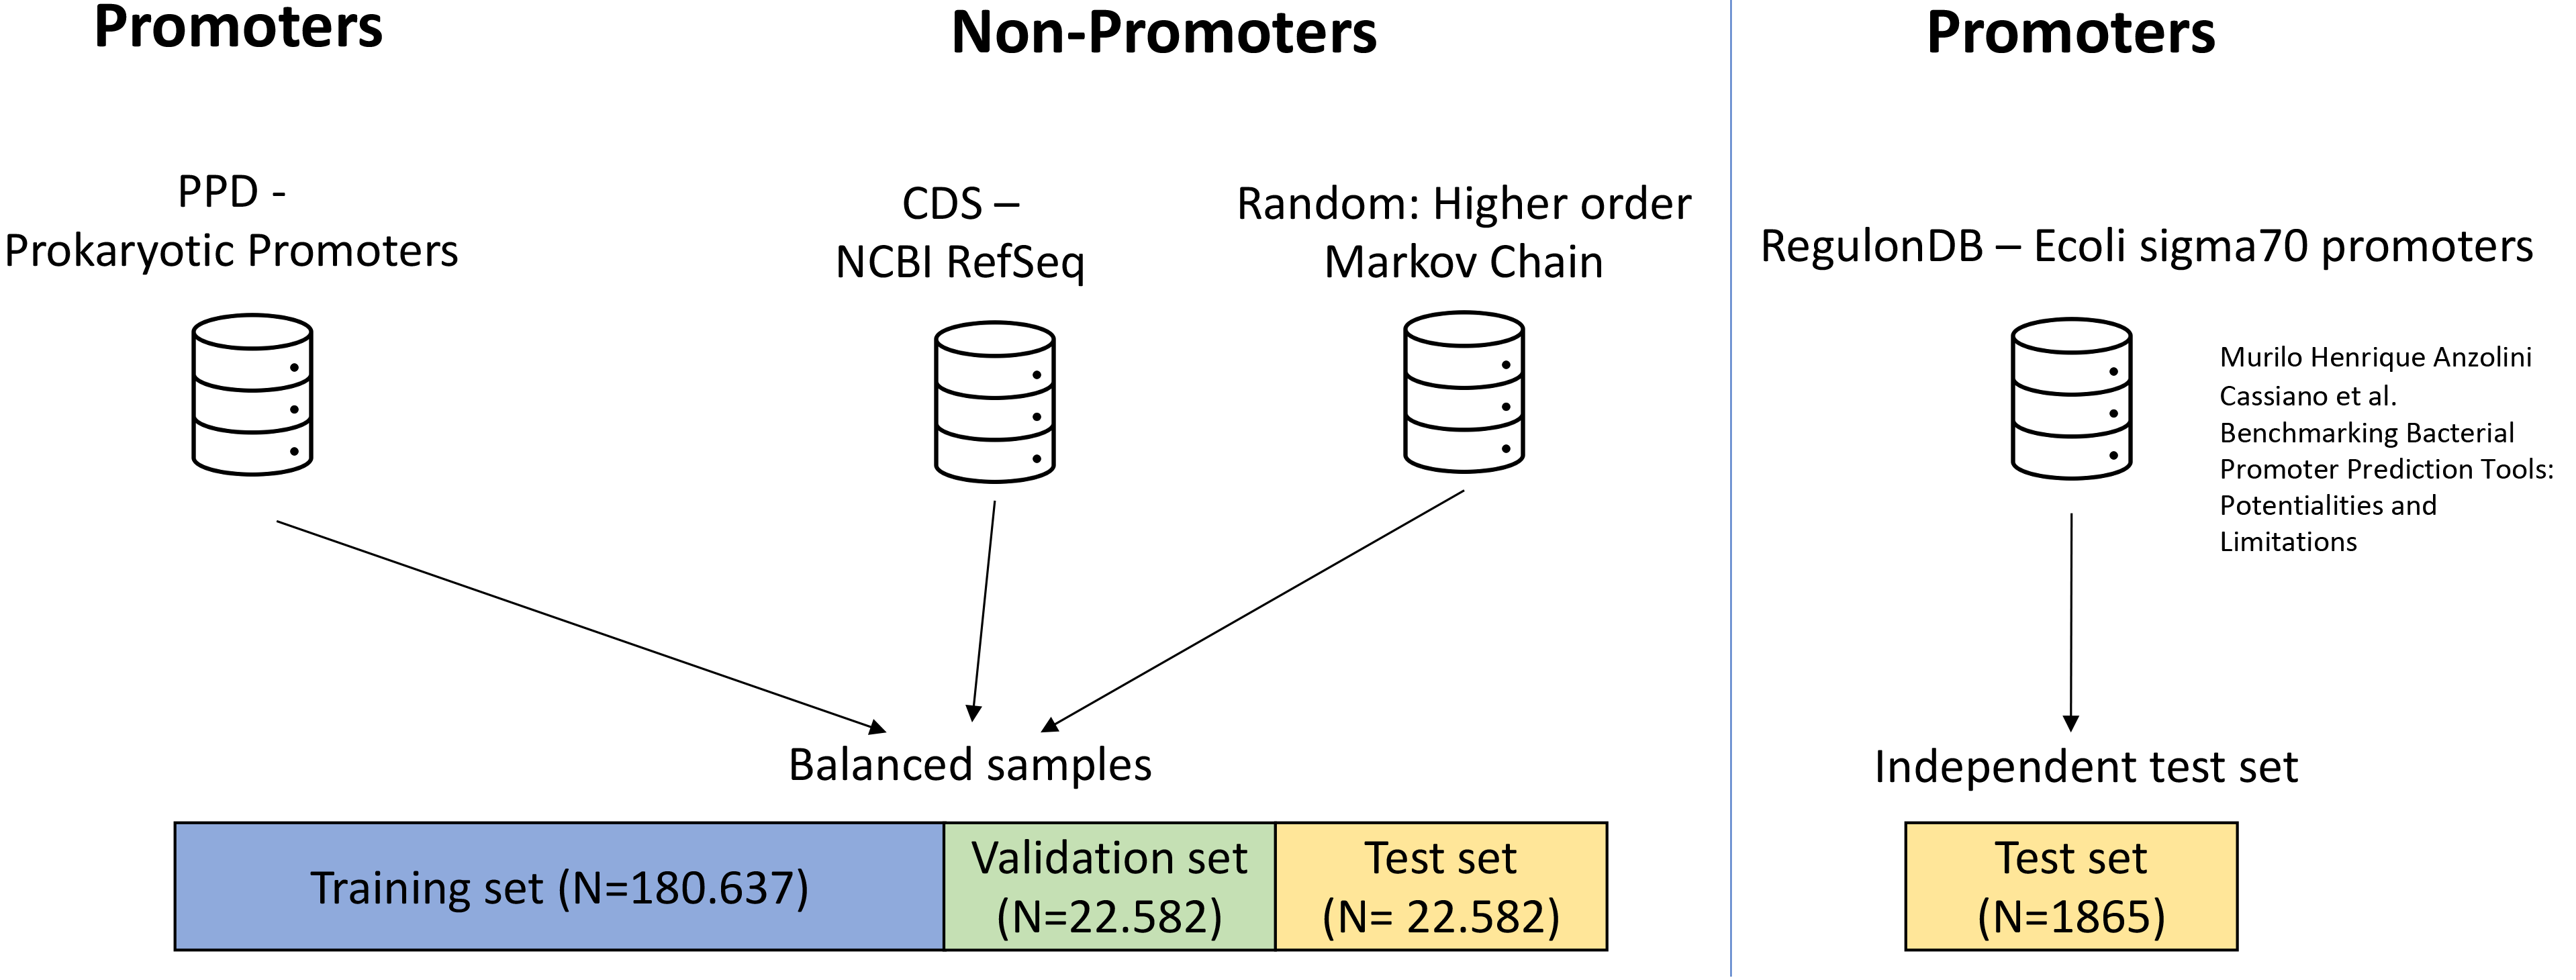 Promoters
Non-Promoters
Promoters
PPD -
Prokaryotic Promoters
CDS –
NCBI RefSeq
Random: Higher order
Markov Chain
RegulonDB – Ecoli sigma70 promoters
Murilo Henrique Anzolini
Cassiano et al.
Benchmarking Bacterial
Promoter Prediction Tools:
Potentialities and
Limitations
Balanced samples
Independent test set
Training set (N=180.637)
Validation set
(N=22.582)
Test set
(N= 22.582)
Test set
(N=1865)